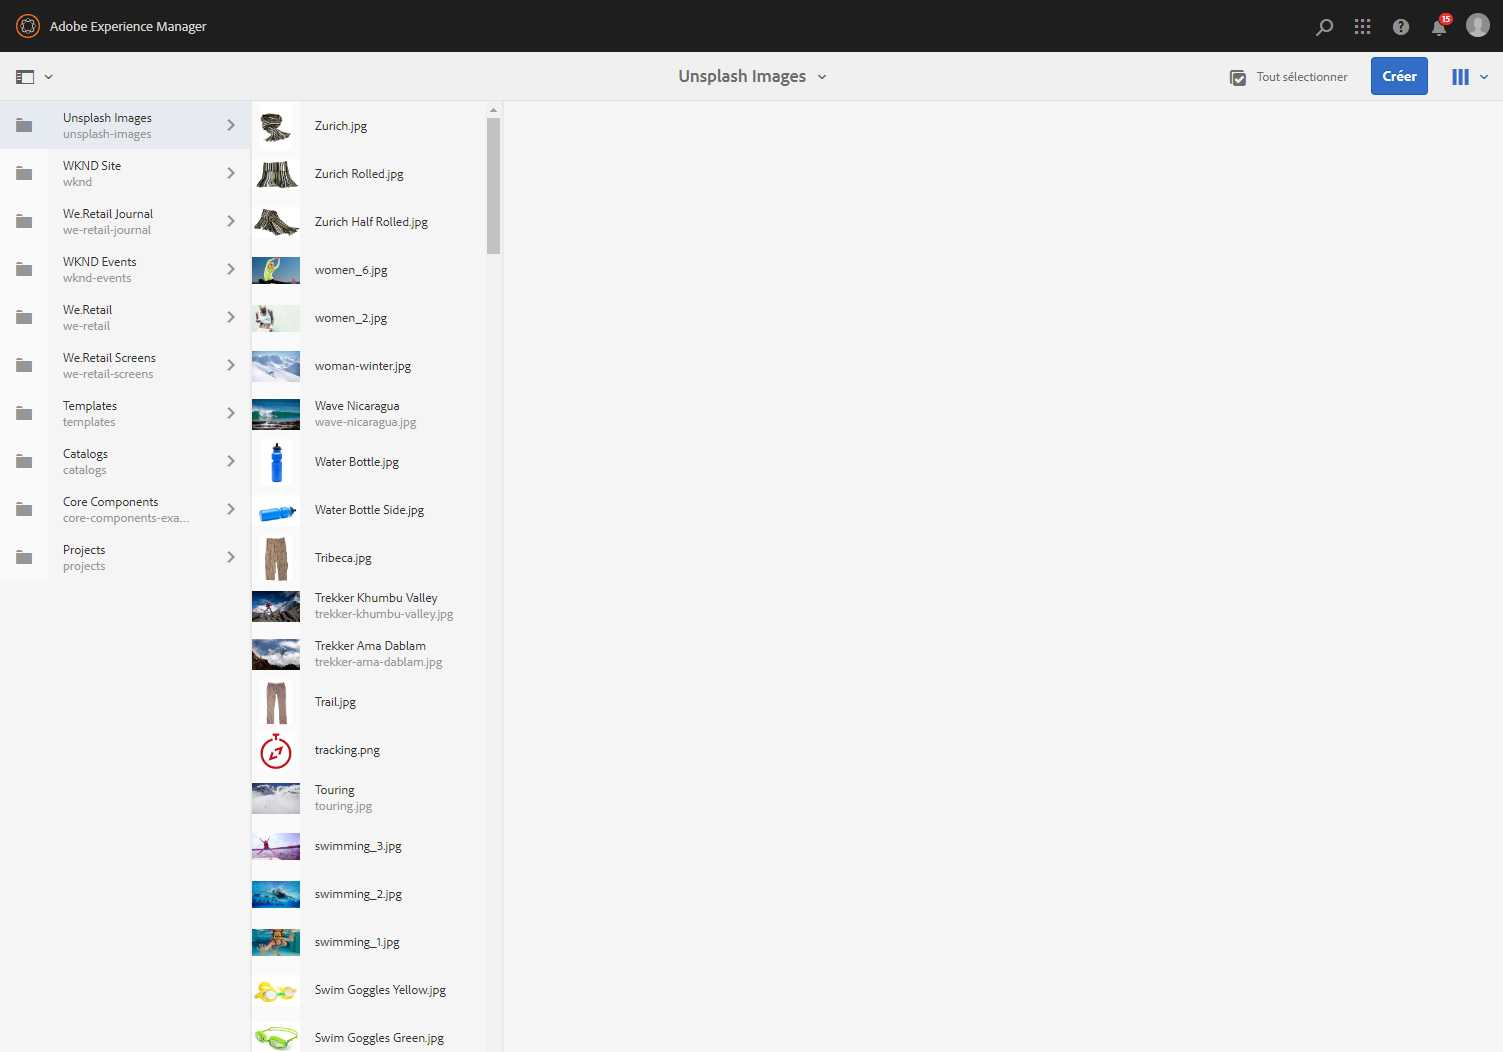 Adobe Experience Manager
15
Unsplash Images
Tout sélectionner
Créer
Unsplash Images
unsplash-images
WKND Site
wknd
We.Retail Journal
we-retail-journal
WKND Events
wknd-events
We.Retail
we-retail
We.Retail Screens
we-retail-screens
Templates
templates
Catalogs
catalogs
Core Components
core-components-exa...
Projects
projects
Zurich.jpg
Zurich Rolled.jpg
Zurich Half Rolled.jpg
women_6.jpg
women_2.jpg
woman-winter.jpg
Wave Nicaragua
wave-nicaragua.jpg
Water Bottle.jpg
Water Bottle Side.jpg
Tribeca.jpg
Trekker Khumbu Valley
trekker-khumbu-valley.jpg
Trekker Ama Dablam
trekker-ama-dablam.jpg
Trail.jpg
tracking.png
Touring
touring.jpg
swimming_3.jpg
swimming_2.jpg
swimming_1.jpg
Swim Goggles Yellow.jpg
Swim Goggles Green.jpg